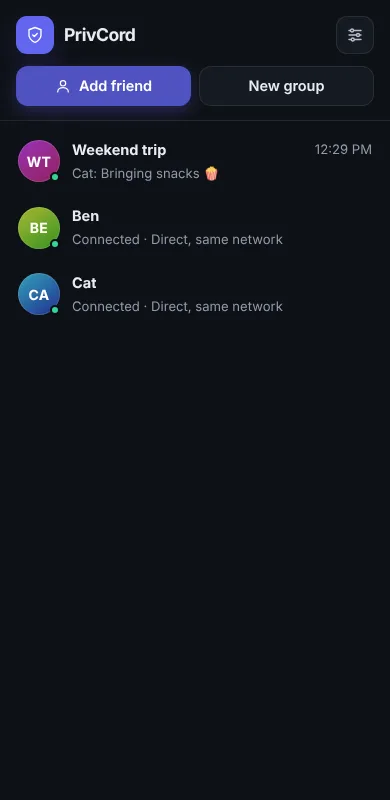 PrivCord
Add friend
New group
WT
Weekend trip
12:29 PM
Cat: Bringing snacks 🍿
BE
Ben
Connected · Direct, same network
CA
Cat
Connected · Direct, same network